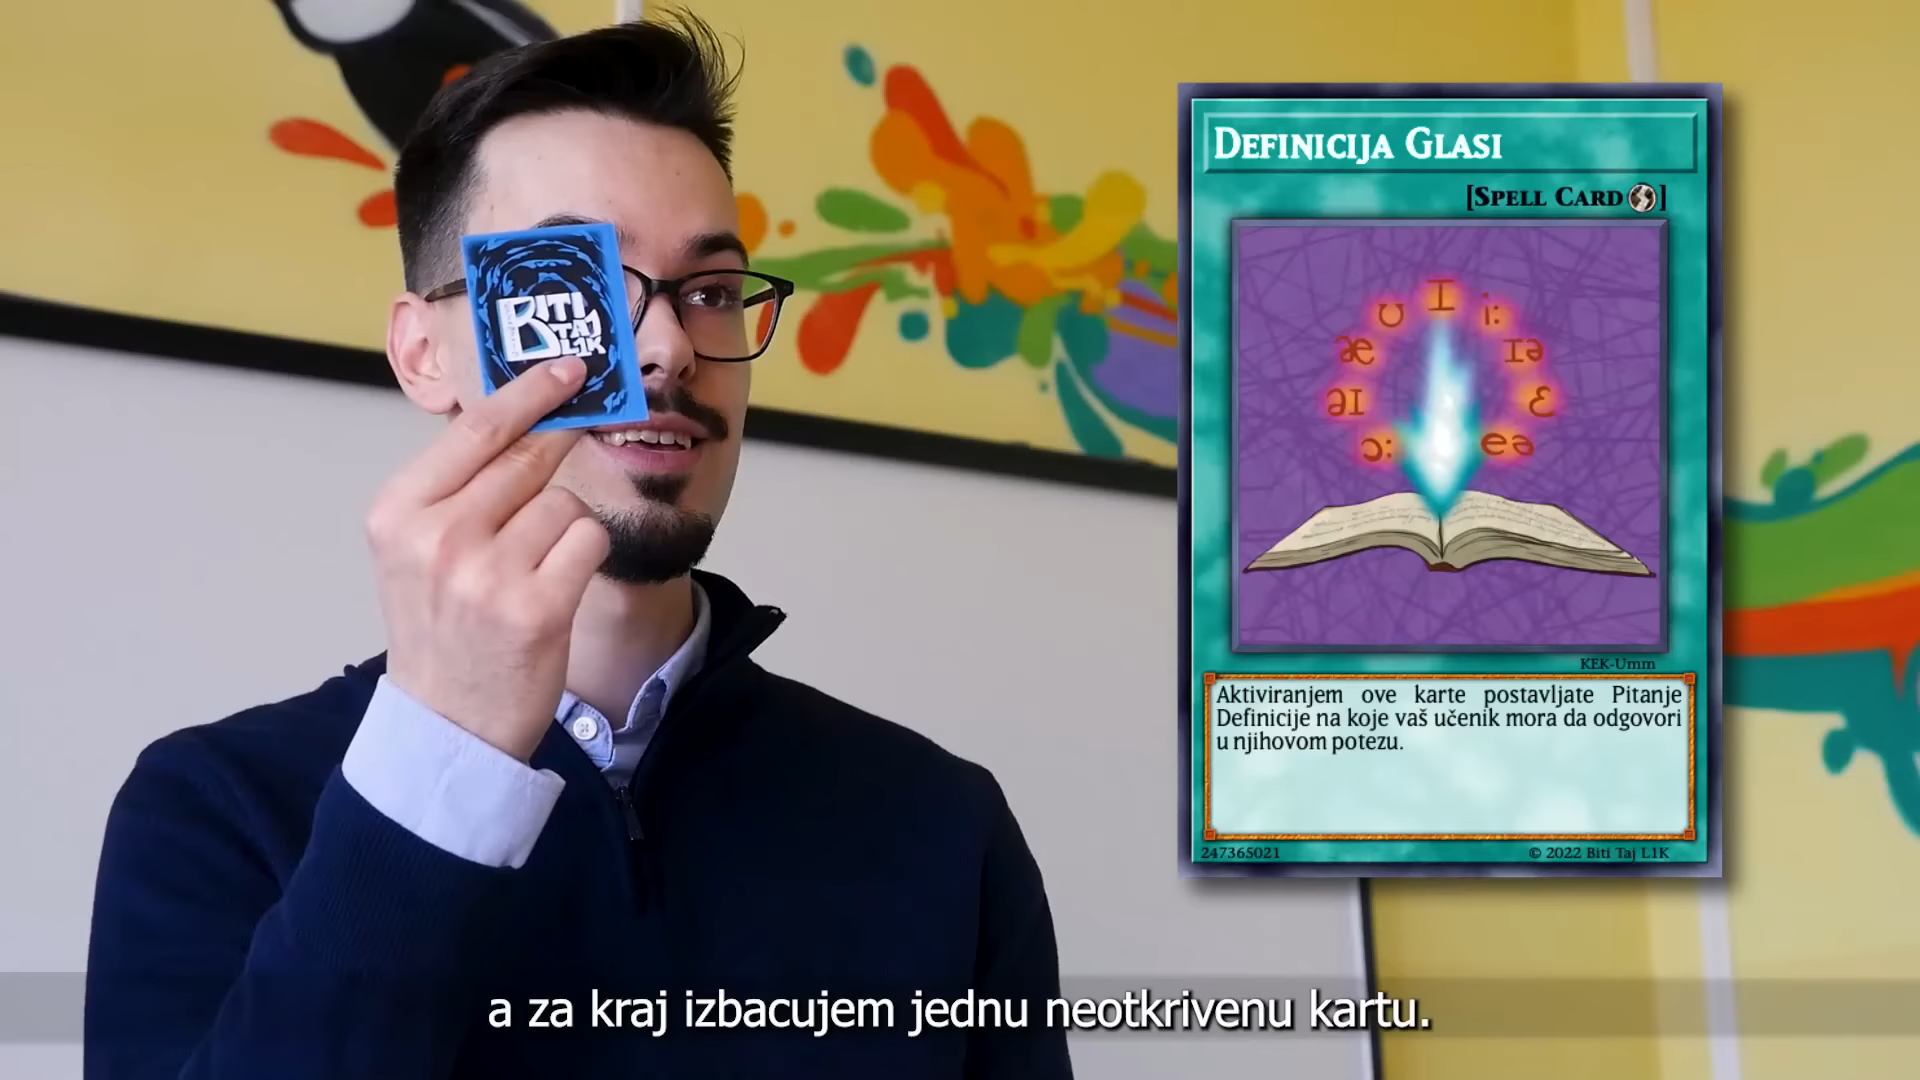 BITI
TAJ
L1K
DEFINICIJA GLASI
[SPELL CARD]
I
ʊ
i:
æ
ɪə
aɪ
ɔ:
eə
KEK-Umm
Aktiviranjem ove karte postavljate Pitanje
Definicije na koje vaš učenik mora da odgovori
u njihovom potezu.
247365021
© 2022 Biti Taj L1K
a za kraj izbacujem jednu neotkrivenu kartu.